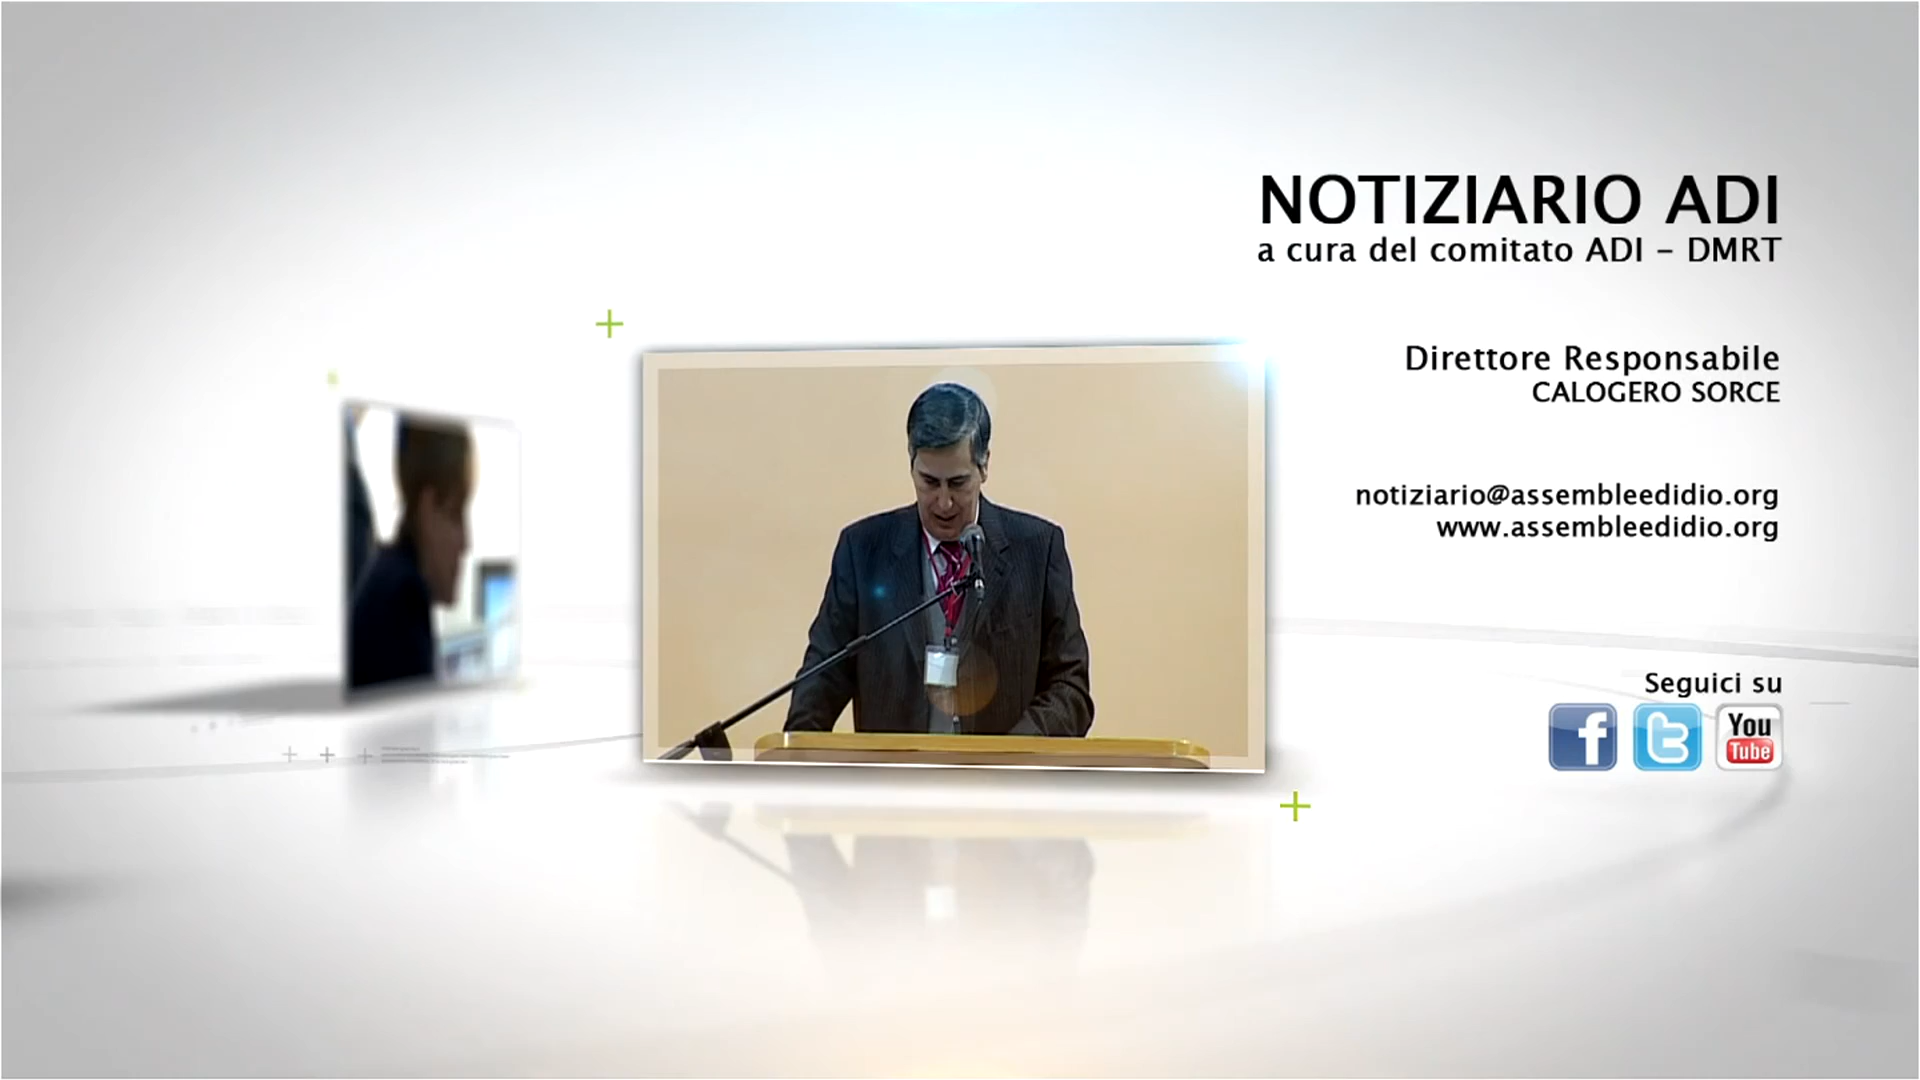 NOTIZIARIO ADI
a cura del comitato ADI - DMRT
Direttore Responsabile
CALOGERO SORCE
notiziario@assembleedidio.org
www.assembleedidio.org
Seguici su
f t You
Tube